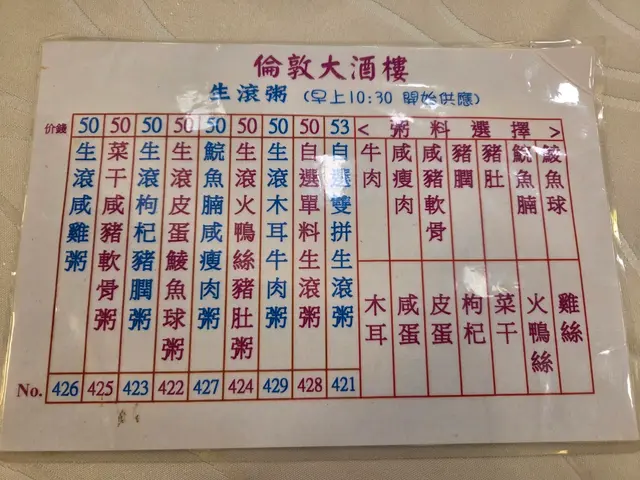 倫敦大酒樓
生滾粥 (早上10:30 開始供應)
价錢 50 50 50 50 50 50 50 50 53 < 粥料選擇 >
生滾咸雞粥
菜干咸豬軟骨粥
生滾枸杞豬膶粥
生滾皮蛋鯪魚球粥
鯇魚腩咸瘦肉粥
生滾火鴨絲豬肚粥
生滾木耳牛肉粥
自選單料生滾粥
自選雙拼生滾粥
牛肉
咸瘦肉
咸豬軟骨
豬膶
豬肚
鯇魚腩
鯪魚球
木耳
咸蛋
皮蛋
枸杞
菜干
火鴨絲
雞絲
No. 426 425 423 422 427 424 429 428 421